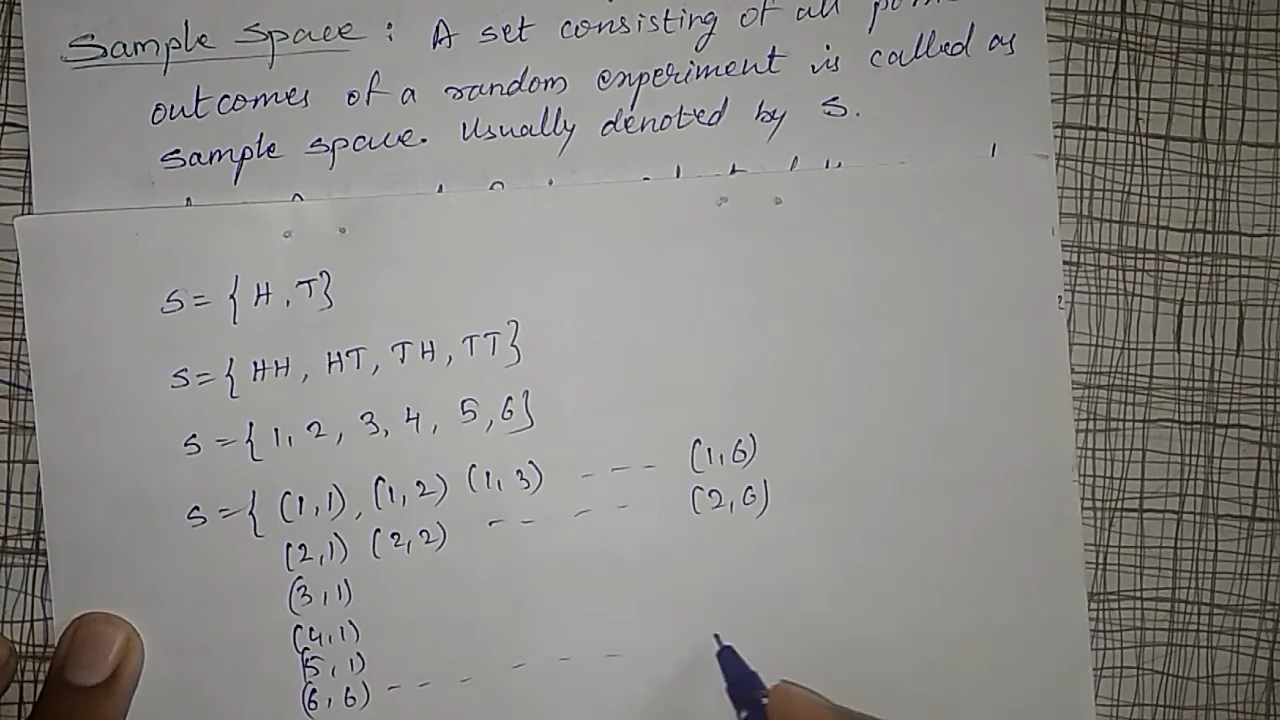 Sample Space : A set consisting of all
outcomes of a random experiment is called as
sample space. Usually denoted by S.
S = { H, T}
S = { HH, HT, TH, TT}
S = { 1, 2, 3, 4, 5, 6}
S = { (1,1), (1,2) (1,3) - - - (1,6)
(2,1) (2,2) - - - - (2,6)
(3,1)
(4,1)
(5,1)
(6,6) - - - - - -